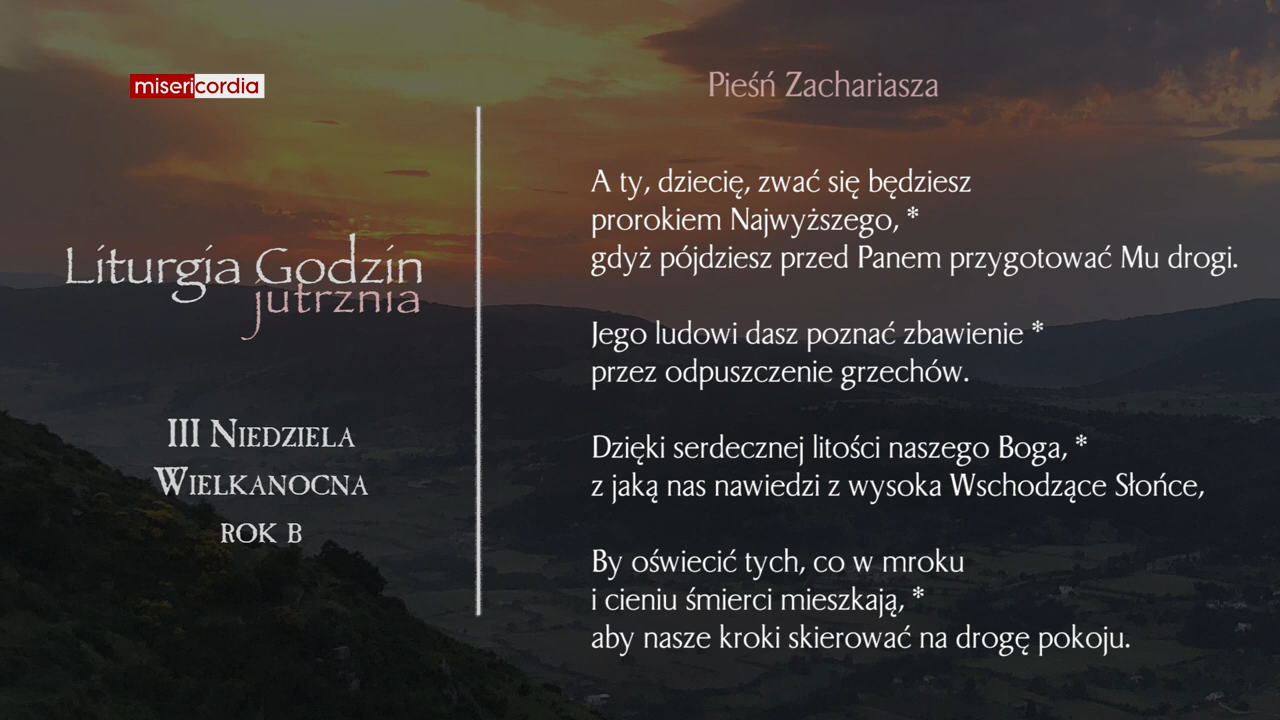 misericordia
Liturgia Godzin
jutrznia
III Niedziela
Wielkanocna
rok B
Pieśń Zachariasza
A ty, dziecię, zwać się będziesz
prorokiem Najwyższego, *
gdyż pójdziesz przed Panem przygotować Mu drogi.
Jego ludowi dasz poznać zbawienie *
przez odpuszczenie grzechów.
Dzięki serdecznej litości naszego Boga, *
z jaką nas nawiedzi z wysoka Wschodzące Słońce,
By oświecić tych, co w mroku
i cieniu śmierci mieszkają, *
aby nasze kroki skierować na drogę pokoju.